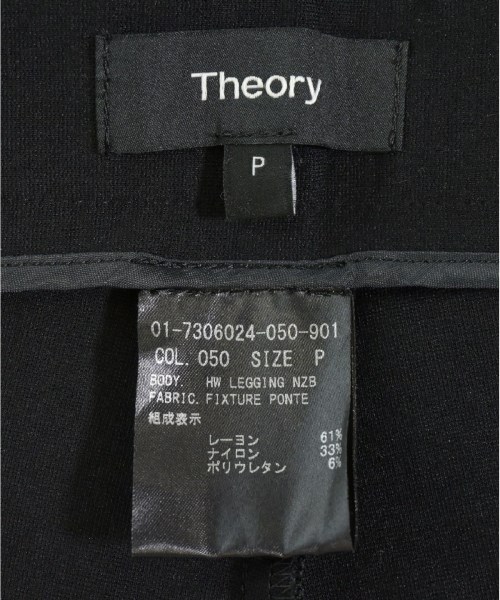 Theory
P
01-7306024-050-901
COL. 050 SIZE P
BODY. HW LEGGING NZB
FABRIC. FIXTURE PONTE
組成表示
レーヨン 61%
ナイロン 33%
ポリウレタン 6%